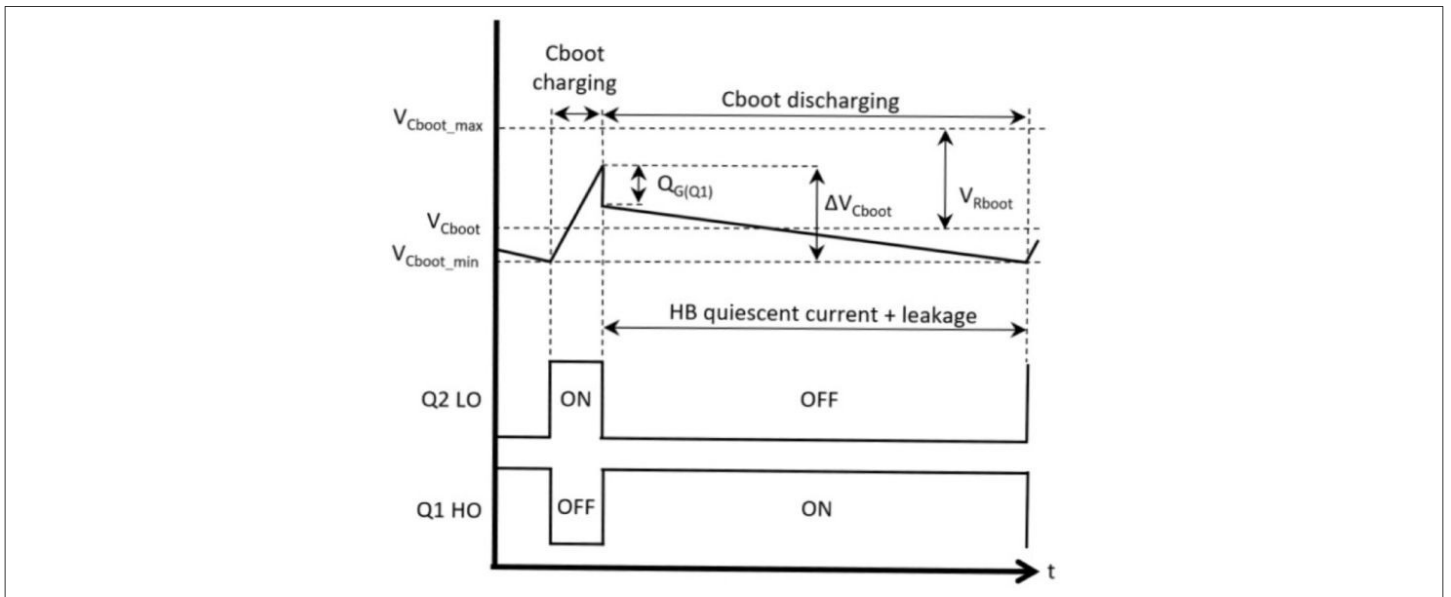 Cboot
charging
Cboot discharging
VCboot_max
QG(Q1)
ΔVCboot
VRboot
VCboot
VCboot_min
HB quiescent current + leakage
Q2 LO
ON
OFF
Q1 HO
OFF
ON
t